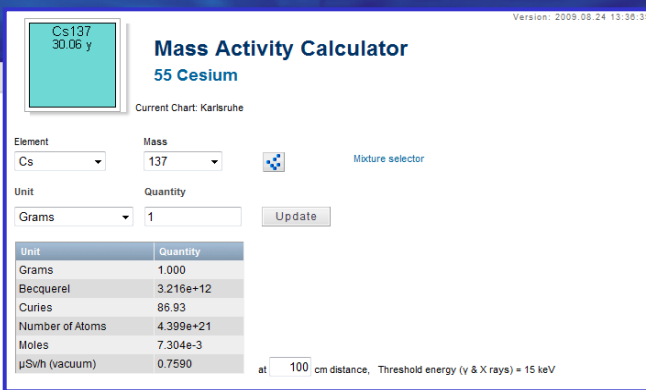 Version: 2009.08.24 13:36:35
Cs137
30.06 y
Mass Activity Calculator
55 Cesium
Current Chart: Karlsruhe
Element Mass
Cs 137 Mixture selector
Unit Quantity
Grams 1 Update
Unit Quantity
Grams 1.000
Becquerel 3.216e+12
Curies 86.93
Number of Atoms 4.399e+21
Moles 7.304e-3
µSv/h (vacuum) 0.7590 at 100 cm distance, Threshold energy (γ & X rays) = 15 keV